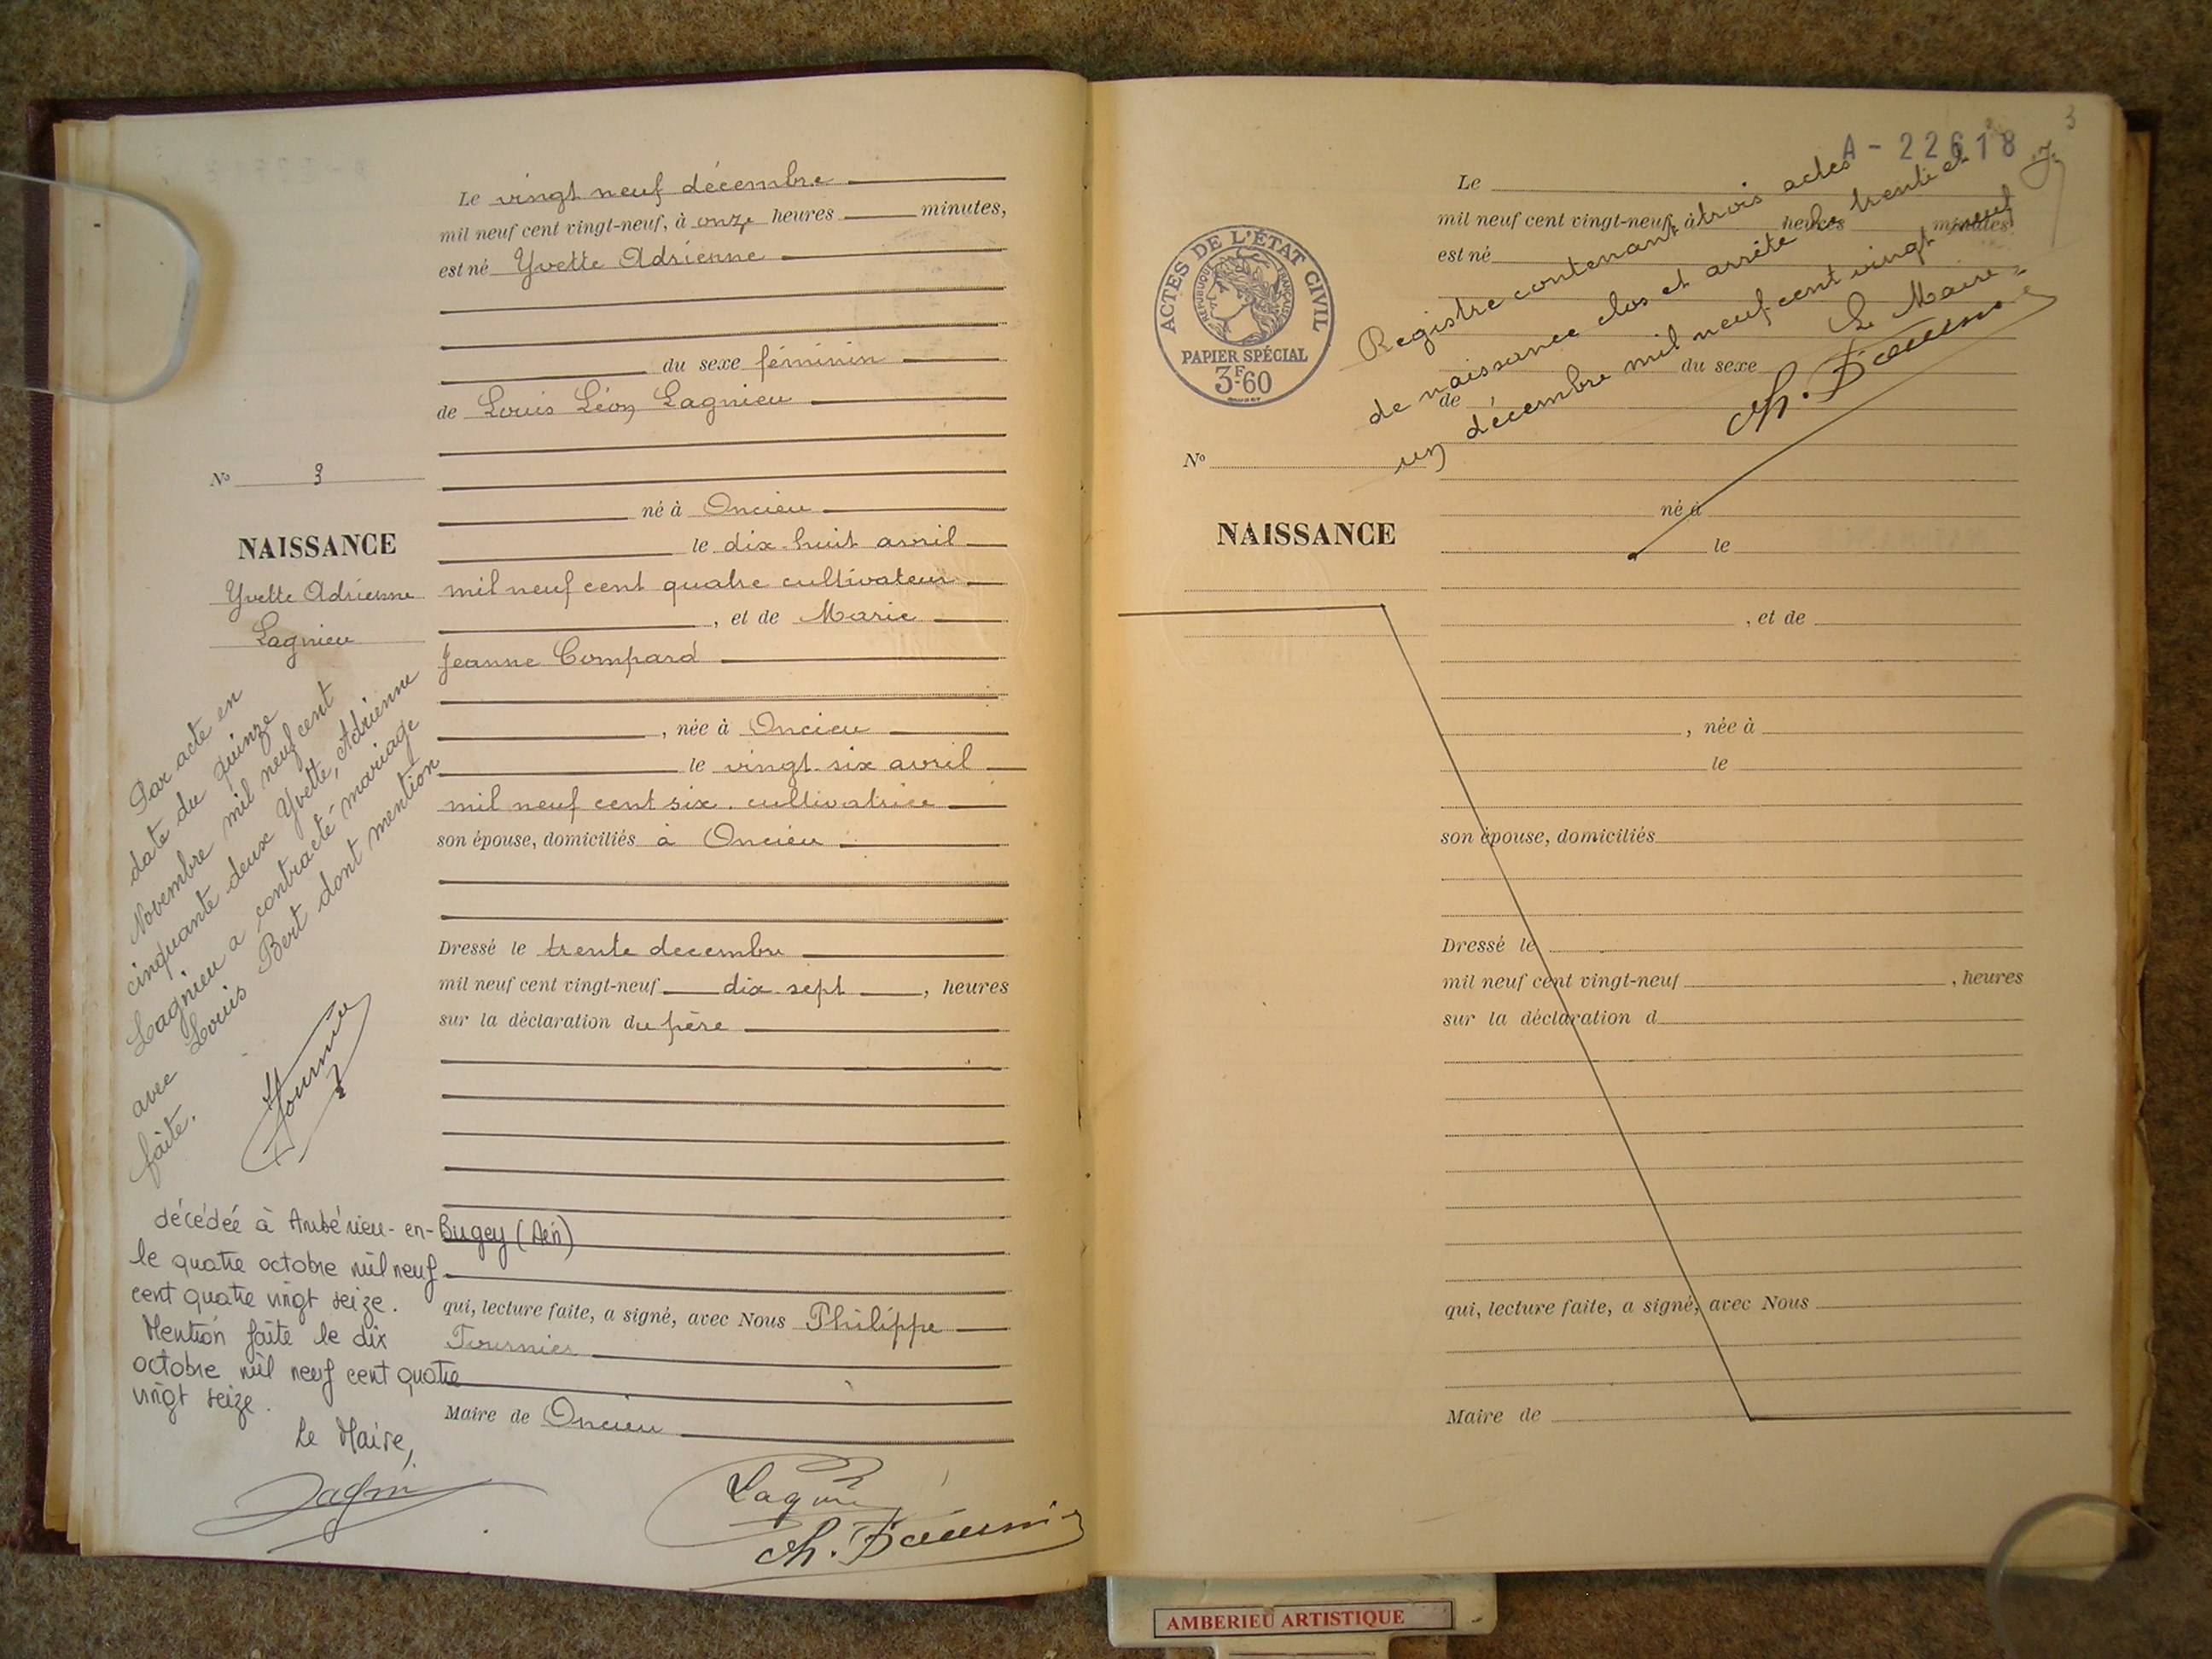 Le vingt neuf décembre
mil neuf cent vingt-neuf, à onze heures minutes,
est né Yvette Adrienne
du sexe féminin
de Louis Léon Lagnieu
né à Oncieu
le dix-huit avril
mil neuf cent quatre cultivateur
, et de Marie
Jeanne Compard
, née à Oncieu
le vingt-six avril
mil neuf cent six. cultivatrice
son épouse, domiciliés à Oncieu
Dressé le trente decembre
mil neuf cent vingt-neuf dix sept , heures
sur la déclaration du père
qui, lecture faite, a signé, avec Nous Philippe
Tournier
Maire de Oncieu
No 3
NAISSANCE
Yvette Adrienne
Lagnieu
Par acte en
date du quinze
Novembre mil neuf cent
cinquante deux Yvette, Adrienne
Lagnieu a contracté mariage
avec Louis Bert dont mention
faite.
décédée à Ambérieu-en-Bugey (Ain)
le quatre octobre mil neuf
cent quatre vingt seize.
Mention faite le dix
octobre mil neuf cent quatre
vingt seize.
Le Maire,
3
A-22618
ACTES DE L'ÉTAT CIVIL
RÉPUBLIQUE FRANÇAISE
PAPIER SPÉCIAL
3F-60
Le
mil neuf cent vingt-neuf, à heures minutes
est né
du sexe
de
Registre contenant trois actes
de naissance clos et arrêté le trente et
un décembre mil neuf cent vingt neuf
Le Maire
No
NAISSANCE
né à
le
, et de
, née à
le
son épouse, domiciliés
Dressé le
mil neuf cent vingt-neuf , heures
sur la déclaration d
qui, lecture faite, a signé, avec Nous
Maire de
AMBERIEU ARTISTIQUE